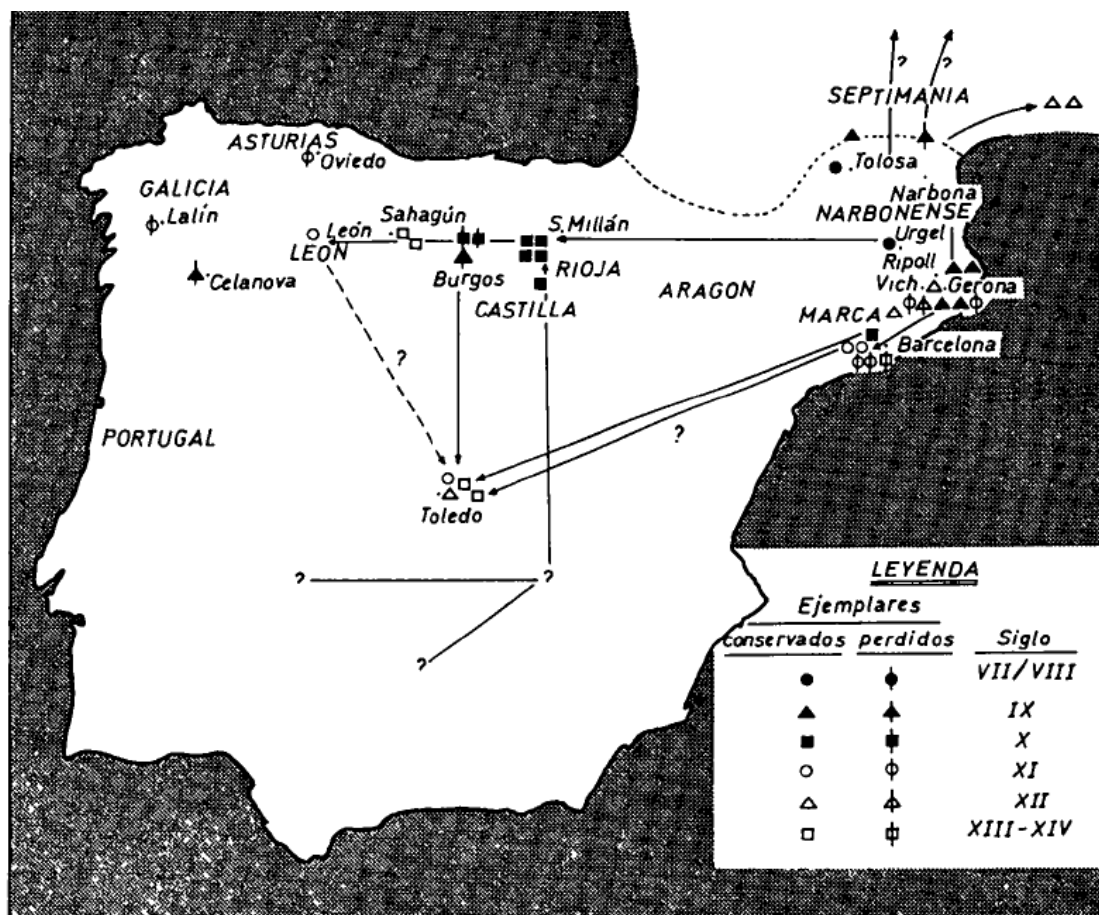 ?
?
SEPTIMANIA
ASTURIAS
Oviedo
Tolosa
GALICIA
Lalín
Narbona
NARBONENSE
Sahagún
S. Millán
León
LEON
Urgel
Ripoll
Celanova
Burgos
RIOJA
Vich
Gerona
ARAGON
CASTILLA
MARCA
Barcelona
?
PORTUGAL
?
Toledo
?
?
?
LEYENDA
Ejemplares
conservados perdidos Siglo
VII/VIII
IX
X
XI
XII
XIII-XIV